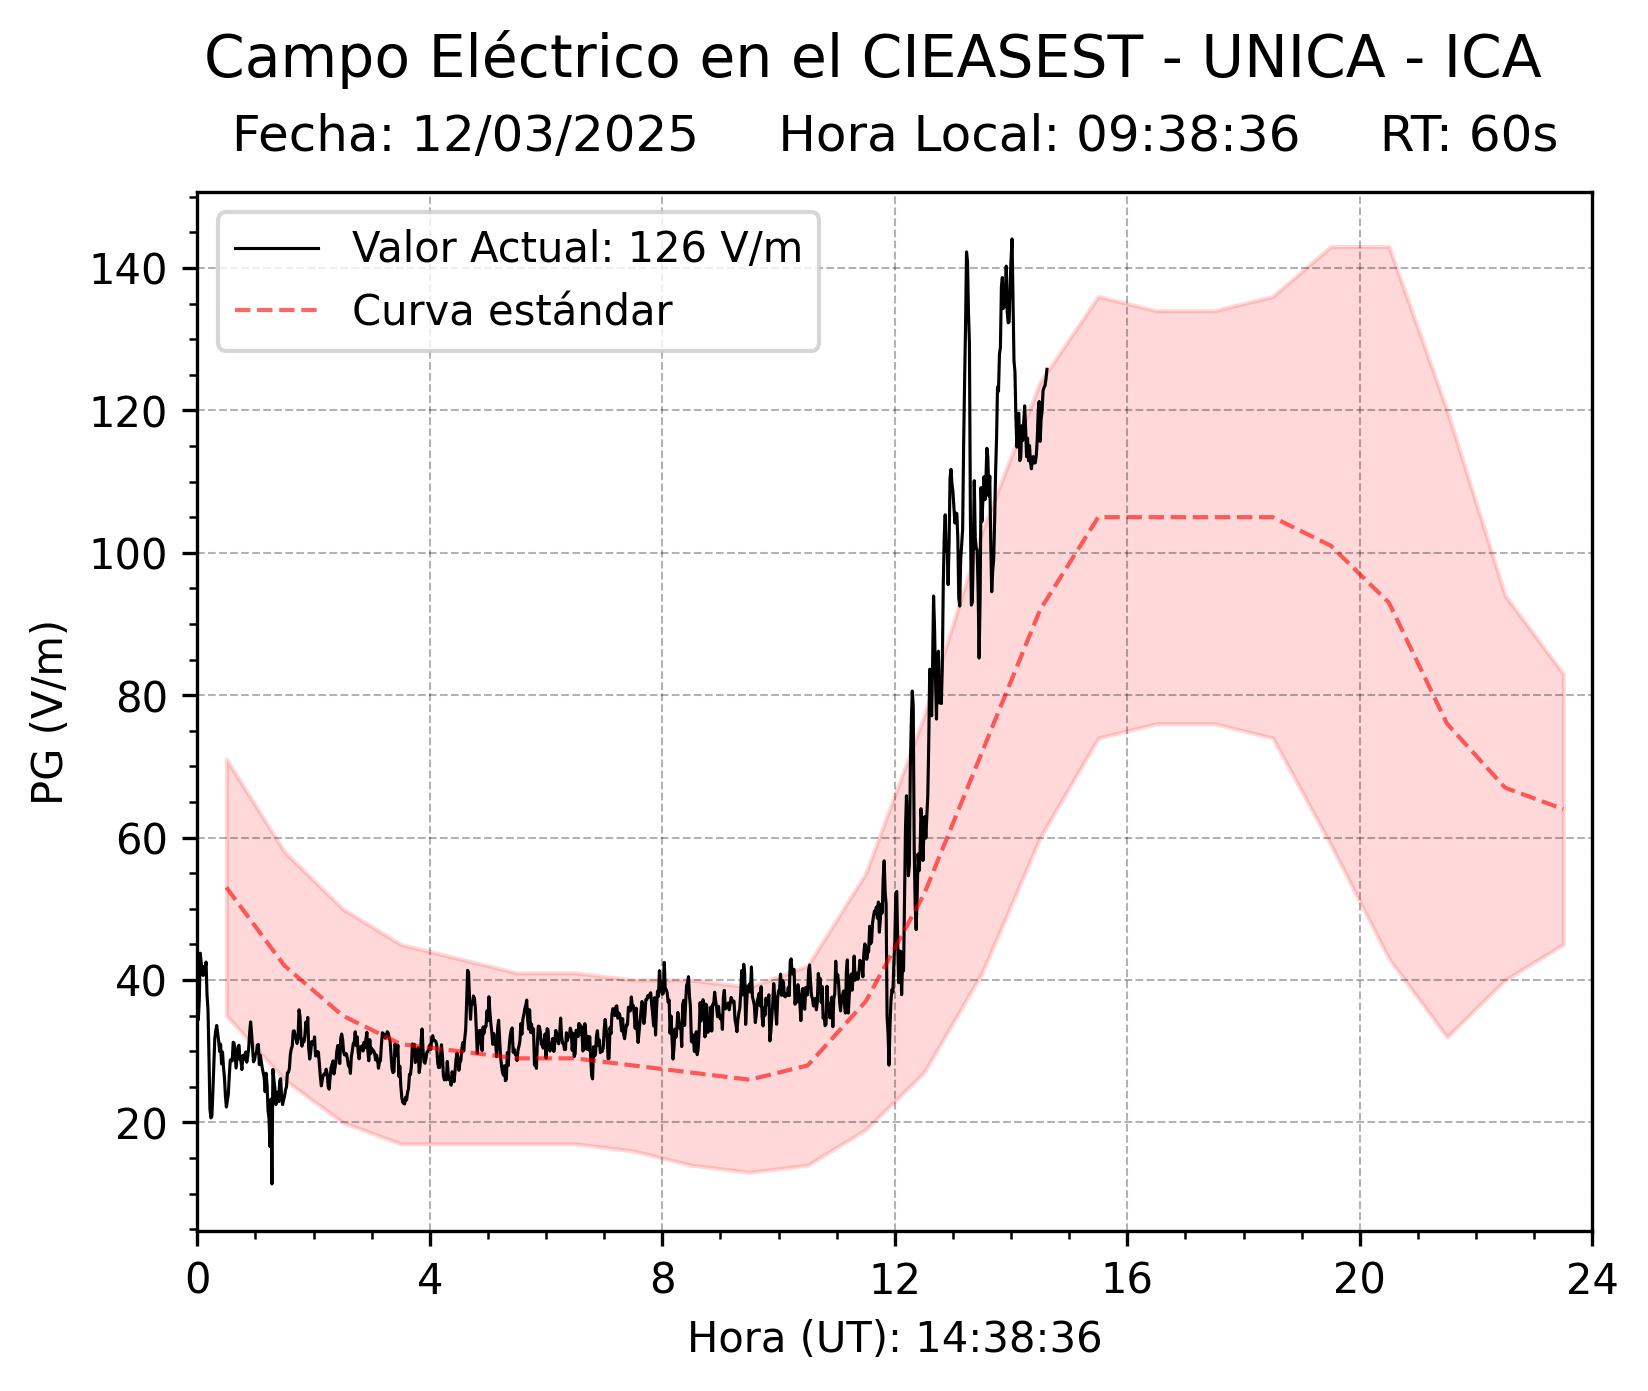 Campo Eléctrico en el CIEASEST - UNICA - ICA
Fecha: 12/03/2025 Hora Local: 09:38:36 RT: 60s
Valor Actual: 126 V/m
Curva estándar
140
120
100
80
60
40
20
PG (V/m)
0 4 8 12 16 20 24
Hora (UT): 14:38:36